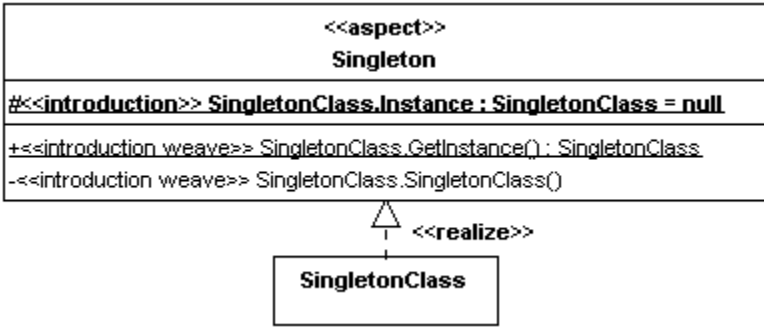 <<aspect>>
Singleton
#<<introduction>> SingletonClass.Instance : SingletonClass = null
+<<introduction weave>> SingletonClass.GetInstance() : SingletonClass
-<<introduction weave>> SingletonClass.SingletonClass()
<<realize>>
SingletonClass